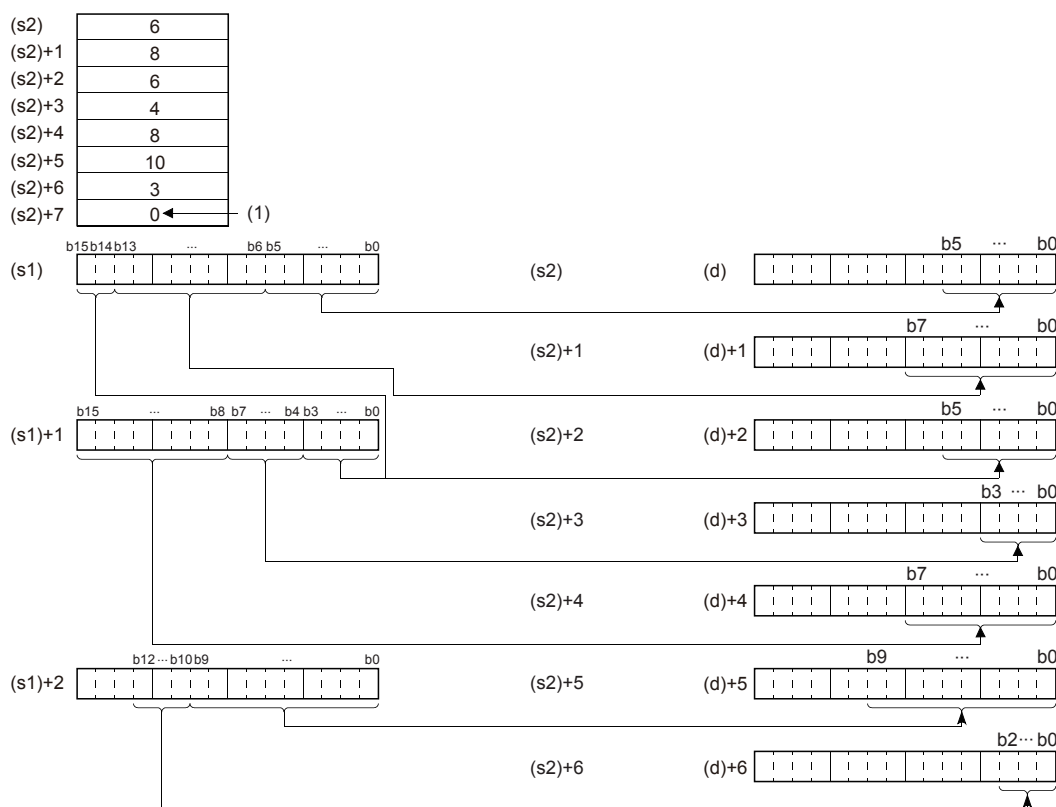 (s2) 6
(s2)+1 8
(s2)+2 6
(s2)+3 4
(s2)+4 8
(s2)+5 10
(s2)+6 3
(s2)+7 0 (1)
b15 b14 b13 ... b6 b5 ... b0 b5 ... b0
(s1) (s2) (d)
b7 ... b0
(s2)+1 (d)+1
b15 ... b8 b7 ... b4 b3 ... b0 b5 ... b0
(s1)+1 (s2)+2 (d)+2
b3 ... b0
(s2)+3 (d)+3
b7 ... b0
(s2)+4 (d)+4
b12 ... b10 b9 ... b0 b9 ... b0
(s1)+2 (s2)+5 (d)+5
b2 ... b0
(s2)+6 (d)+6